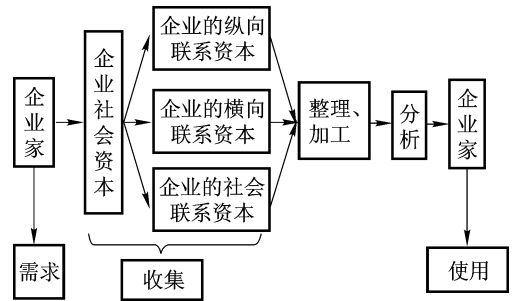 企业家
企业社会资本
企业的纵向
联系资本
企业的横向
联系资本
企业的社会
联系资本
整理、
加工
分析
企业家
需求
收集
使用